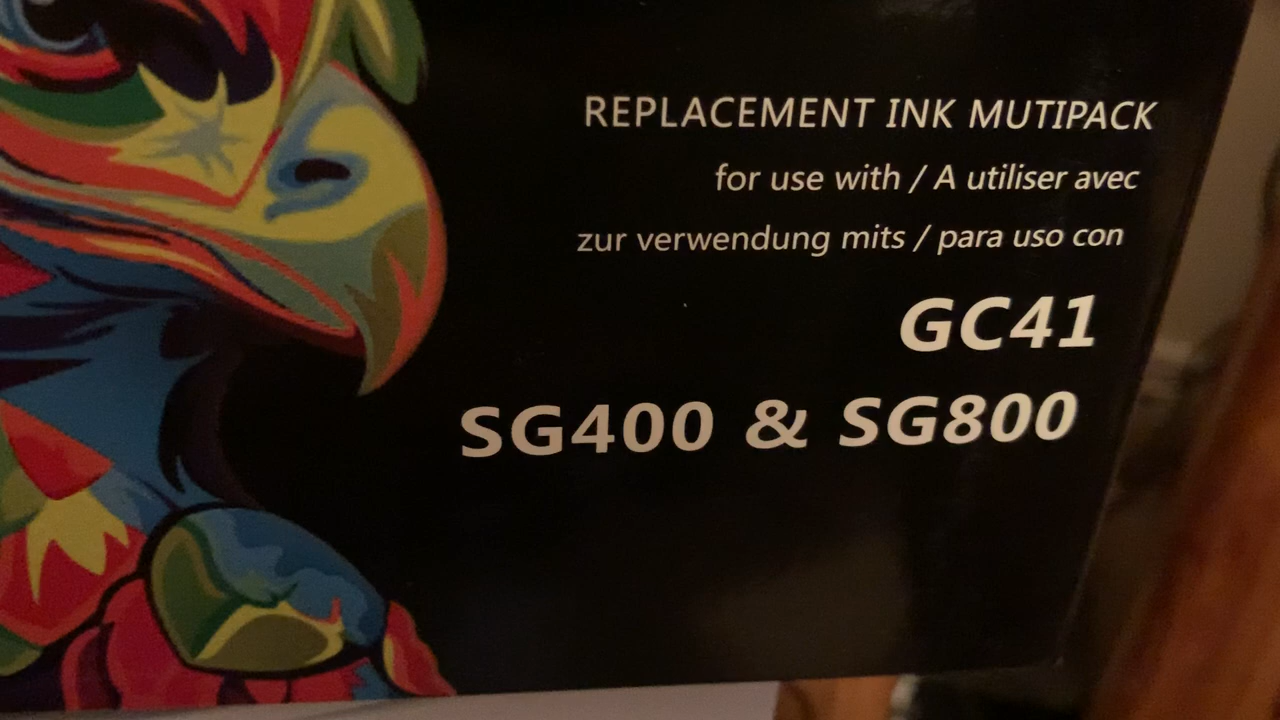 REPLACEMENT INK MUTIPACK
for use with / A utiliser avec
zur verwendung mits / para uso con
GC41
SG400 & SG800